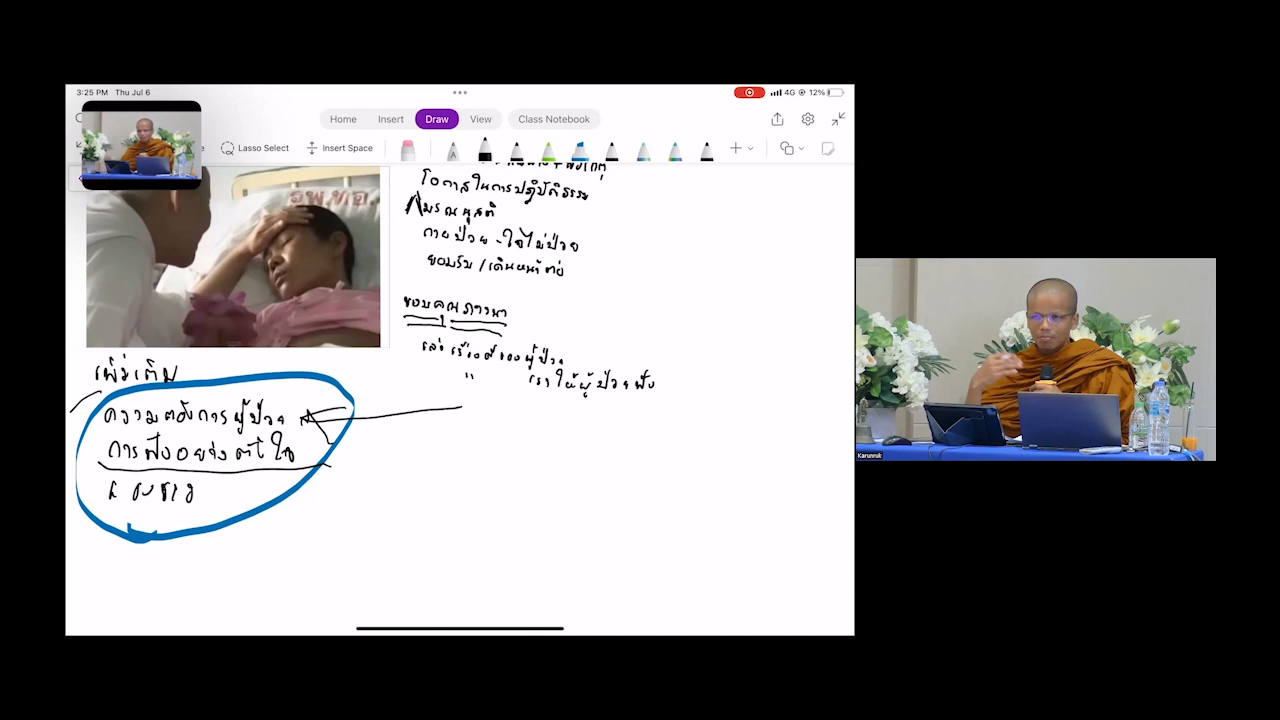 3:25 PM Thu Jul 6
4G 12%
Home Insert Draw View Class Notebook
Lasso Select Insert Space
รพ.ทอ.
โอกาสในการปฏิบัติธรรม
มรณนุสติ
กายป่วย - ใจไม่ป่วย
ยอมรับ / เดินหน้าต่อ
ขอบคุณภาวนา
เล่าเรื่องดีของผู้ป่วย
" เราให้ผู้ป่วยฟัง
เพิ่มเติม
ความต้องการผู้ป่วย
การฟังอย่างตั้งใจ
Karunruk